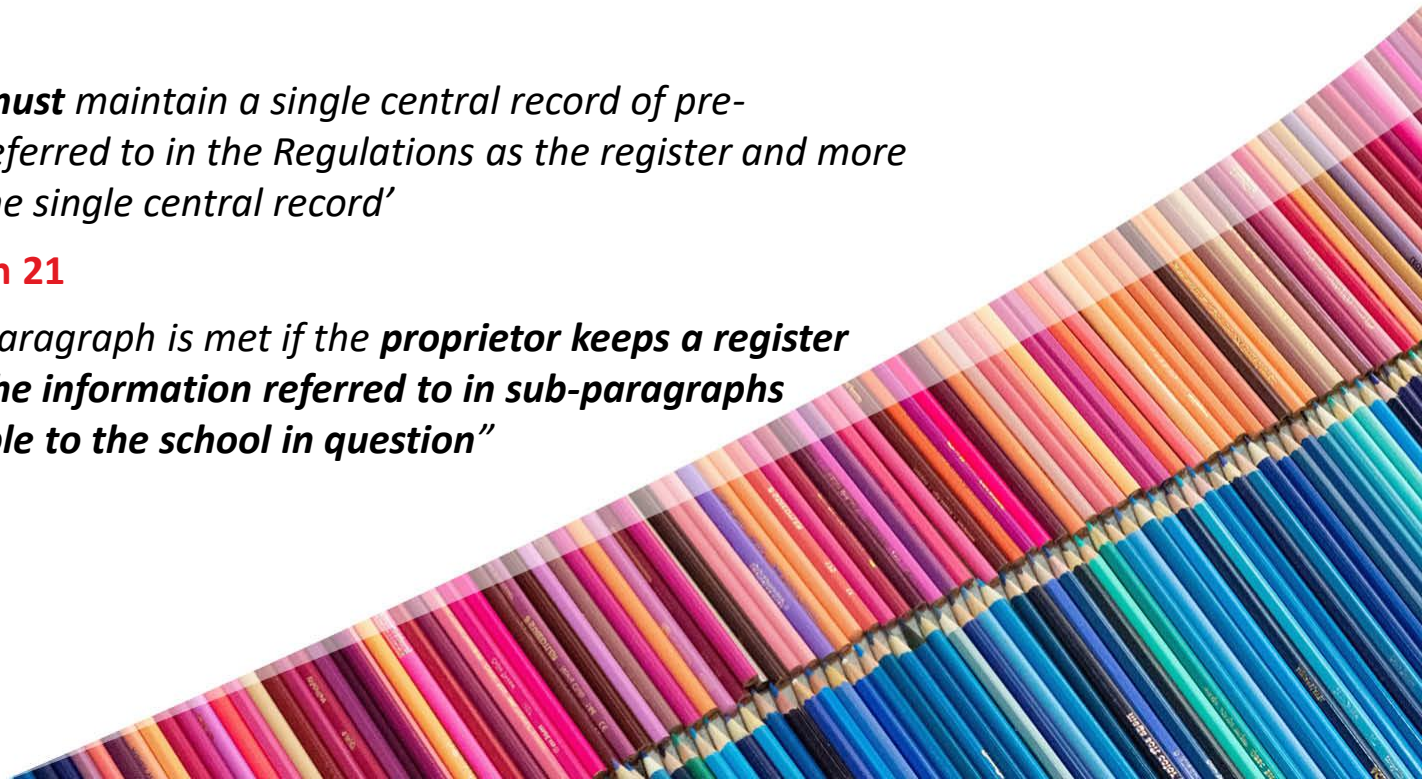 nust maintain a single central record of pre-
eferred to in the Regulations as the register and more
he single central record’
n 21
aragraph is met if the proprietor keeps a register
he information referred to in sub-paragraphs
ole to the school in question”